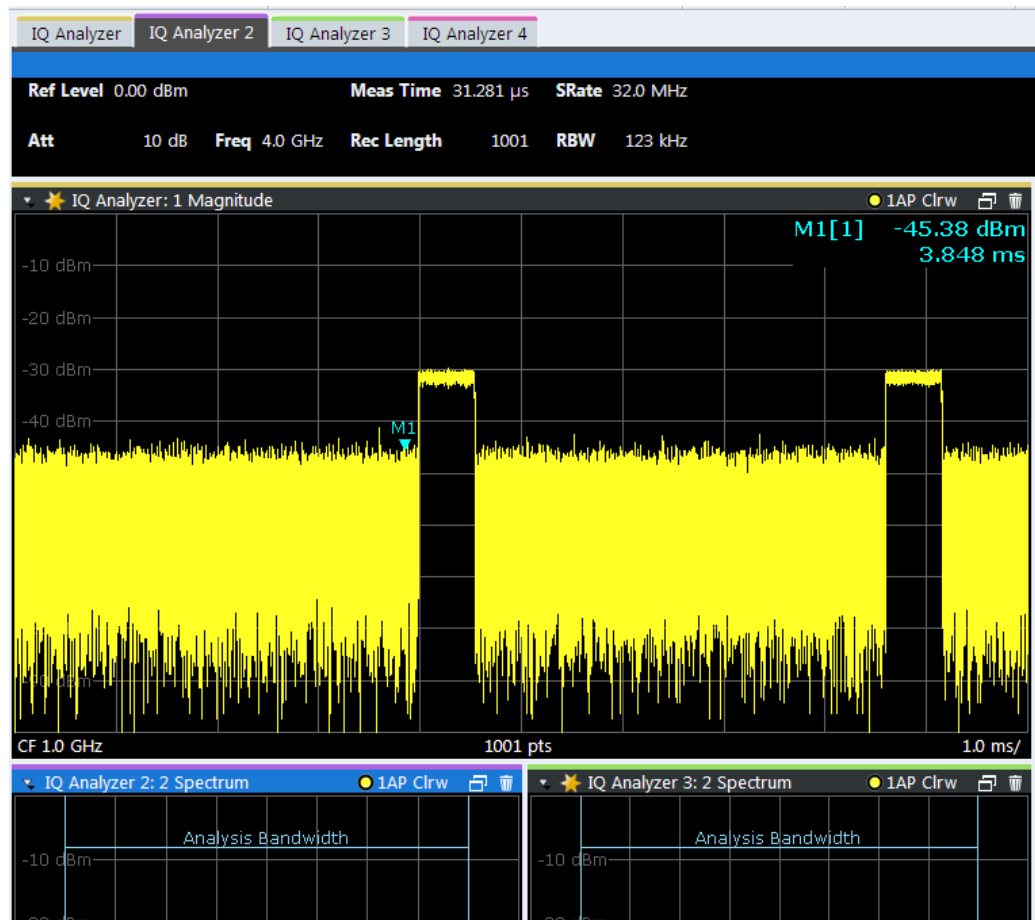 IQ Analyzer IQ Analyzer 2 IQ Analyzer 3 IQ Analyzer 4
Ref Level 0.00 dBm Meas Time 31.281 µs SRate 32.0 MHz
Att 10 dB Freq 4.0 GHz Rec Length 1001 RBW 123 kHz
IQ Analyzer: 1 Magnitude 1AP Clrw
M1[1] -45.38 dBm
3.848 ms
-10 dBm
-20 dBm
-30 dBm
-40 dBm
M1
-90 dBm
CF 1.0 GHz 1001 pts 1.0 ms/
IQ Analyzer 2: 2 Spectrum 1AP Clrw IQ Analyzer 3: 2 Spectrum 1AP Clrw
Analysis Bandwidth Analysis Bandwidth
-10 dBm -10 dBm